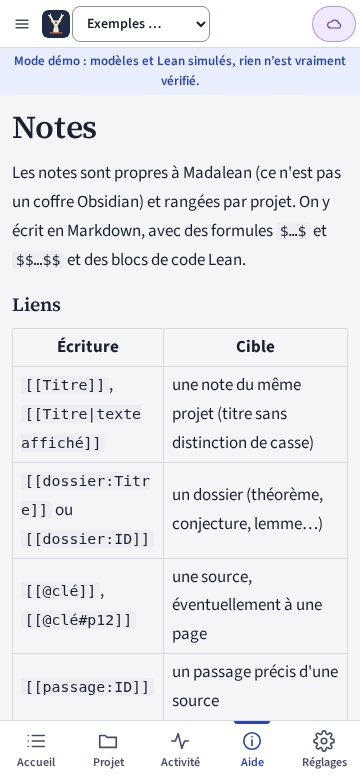 Exemples …
Mode démo : modèles et Lean simulés, rien n’est vraiment
vérifié.
Notes
Les notes sont propres à Madalean (ce n'est pas
un coffre Obsidian) et rangées par projet. On y
écrit en Markdown, avec des formules $…$ et
$$…$$ et des blocs de code Lean.
Liens
Écriture
Cible
[[Titre]],
[[Titre|texte
affiché]]
une note du même
projet (titre sans
distinction de casse)
[[dossier:Titr
e]] ou
[[dossier:ID]]
un dossier (théorème,
conjecture, lemme…)
[[@clé]],
[[@clé#p12]]
une source,
éventuellement à une
page
[[passage:ID]]
un passage précis d'une
source
Accueil
Projet
Activité
Aide
Réglages